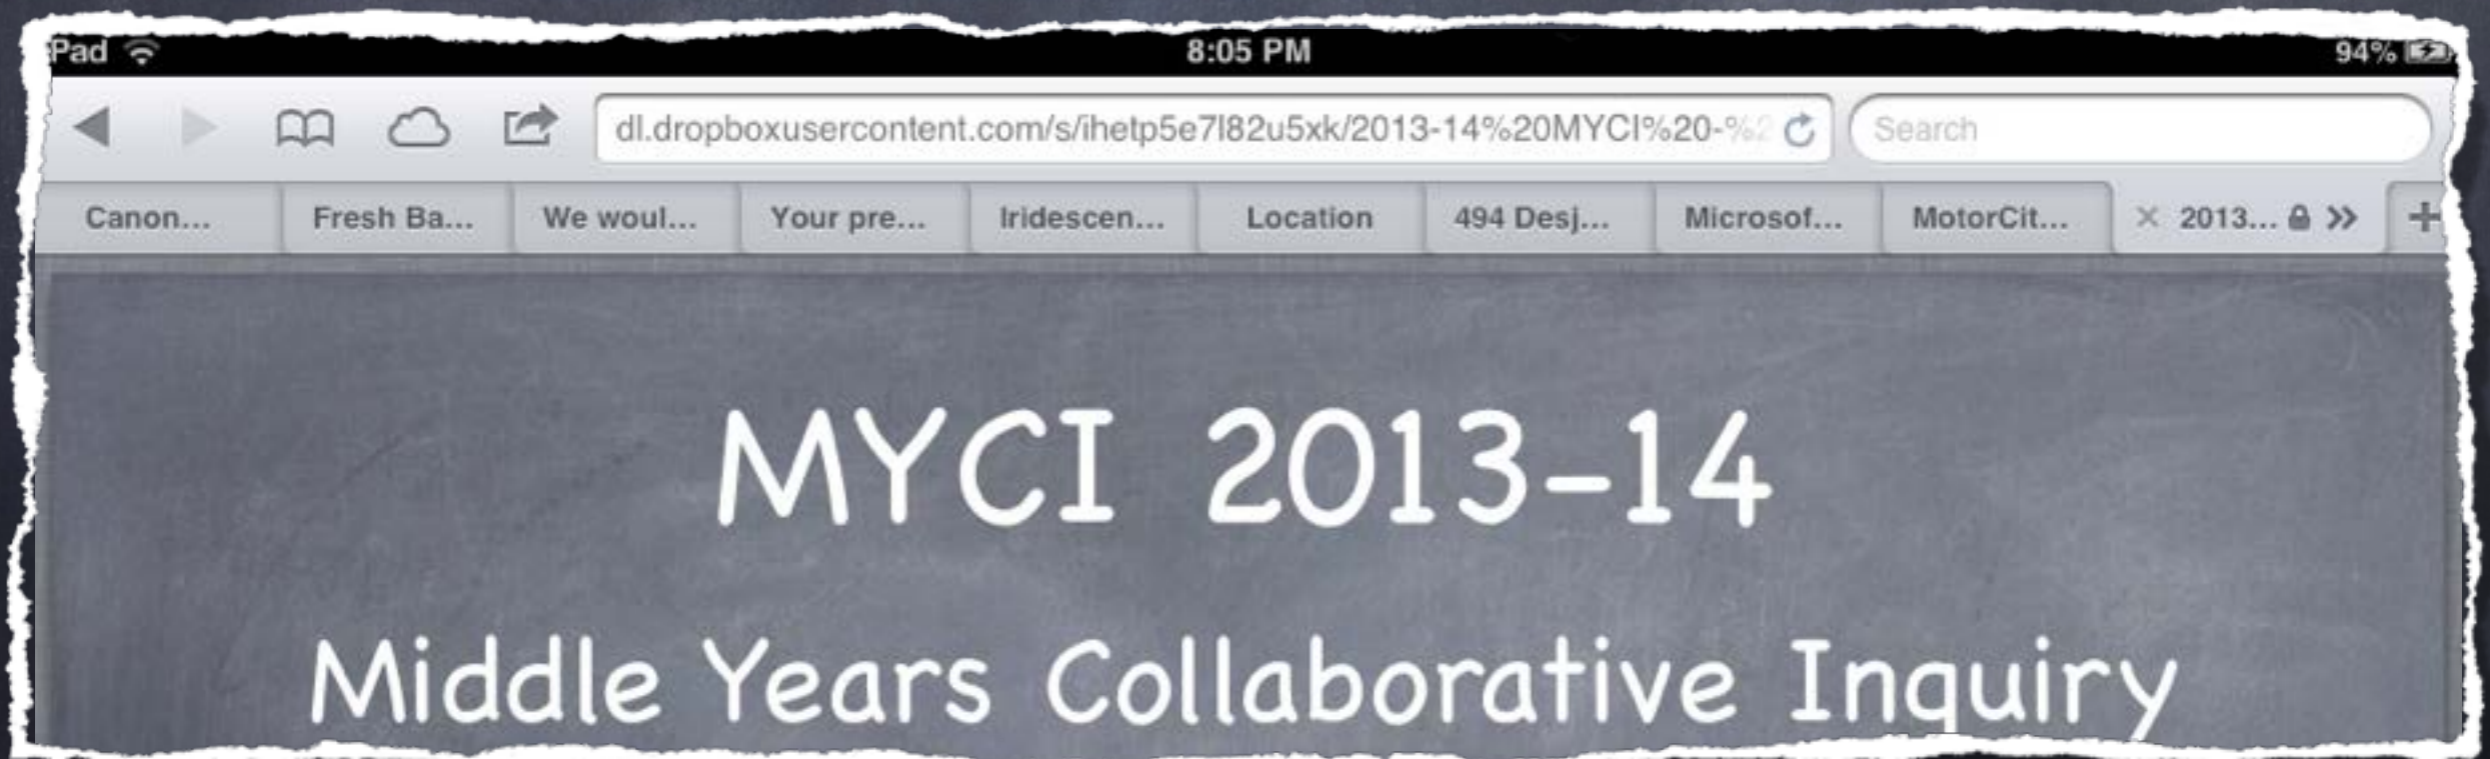 Pad 8:05 PM 94%
dl.dropboxusercontent.com/s/ihetp5e7l82u5xk/2013-14%20MYCI%20-%2 Search
Canon... Fresh Ba... We woul... Your pre... Iridescen... Location 494 Desj... Microsof... MotorCit... 2013...
MYCI 2013-14
Middle Years Collaborative Inquiry